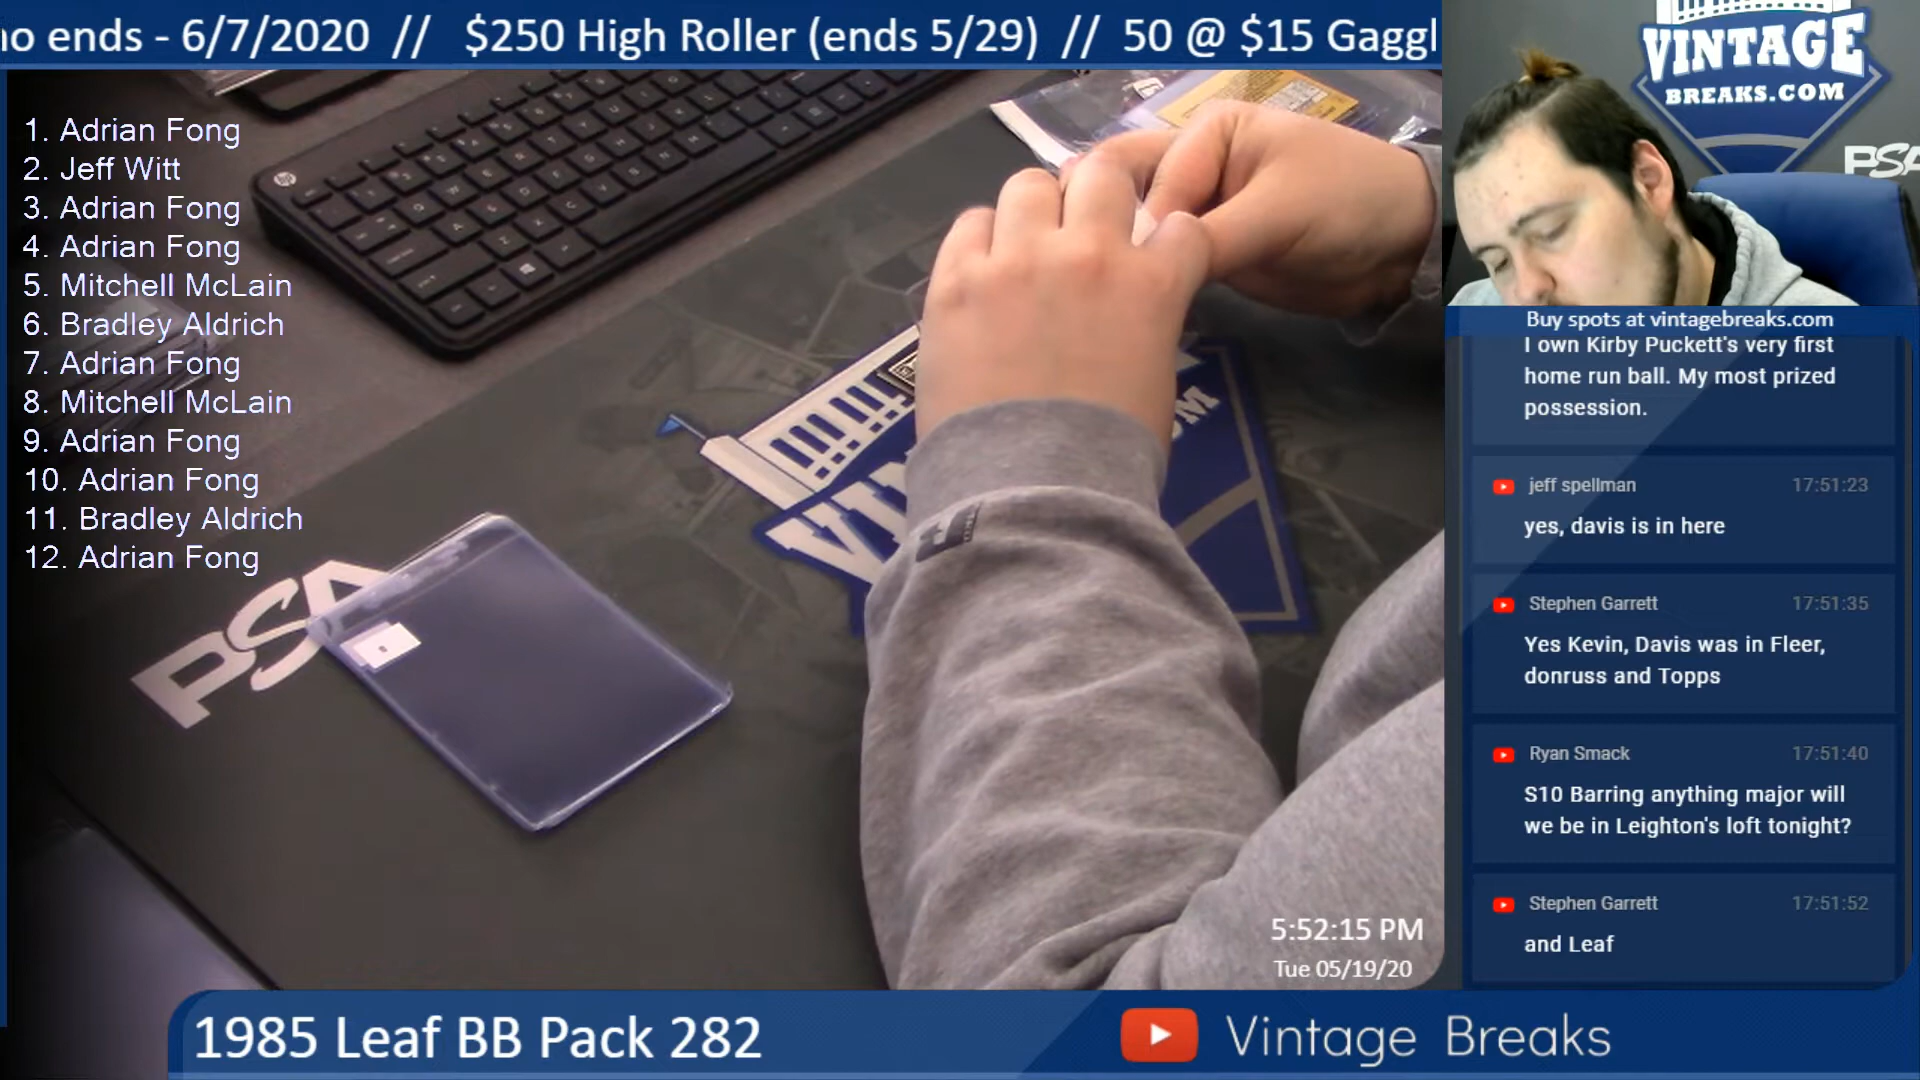 no ends - 6/7/2020 // $250 High Roller (ends 5/29) // 50 @ $15 Gaggl
VINTAGE
BREAKS.COM
PSA
1. Adrian Fong
2. Jeff Witt
3. Adrian Fong
4. Adrian Fong
5. Mitchell McLain
6. Bradley Aldrich
7. Adrian Fong
8. Mitchell McLain
9. Adrian Fong
10. Adrian Fong
11. Bradley Aldrich
12. Adrian Fong
PSA
Buy spots at vintagebreaks.com
I own Kirby Puckett's very first
home run ball. My most prized
possession.
jeff spellman 17:51:23
yes, davis is in here
Stephen Garrett 17:51:35
Yes Kevin, Davis was in Fleer,
donruss and Topps
Ryan Smack 17:51:40
S10 Barring anything major will
we be in Leighton's loft tonight?
Stephen Garrett 17:51:52
and Leaf
5:52:15 PM
Tue 05/19/20
1985 Leaf BB Pack 282
Vintage Breaks